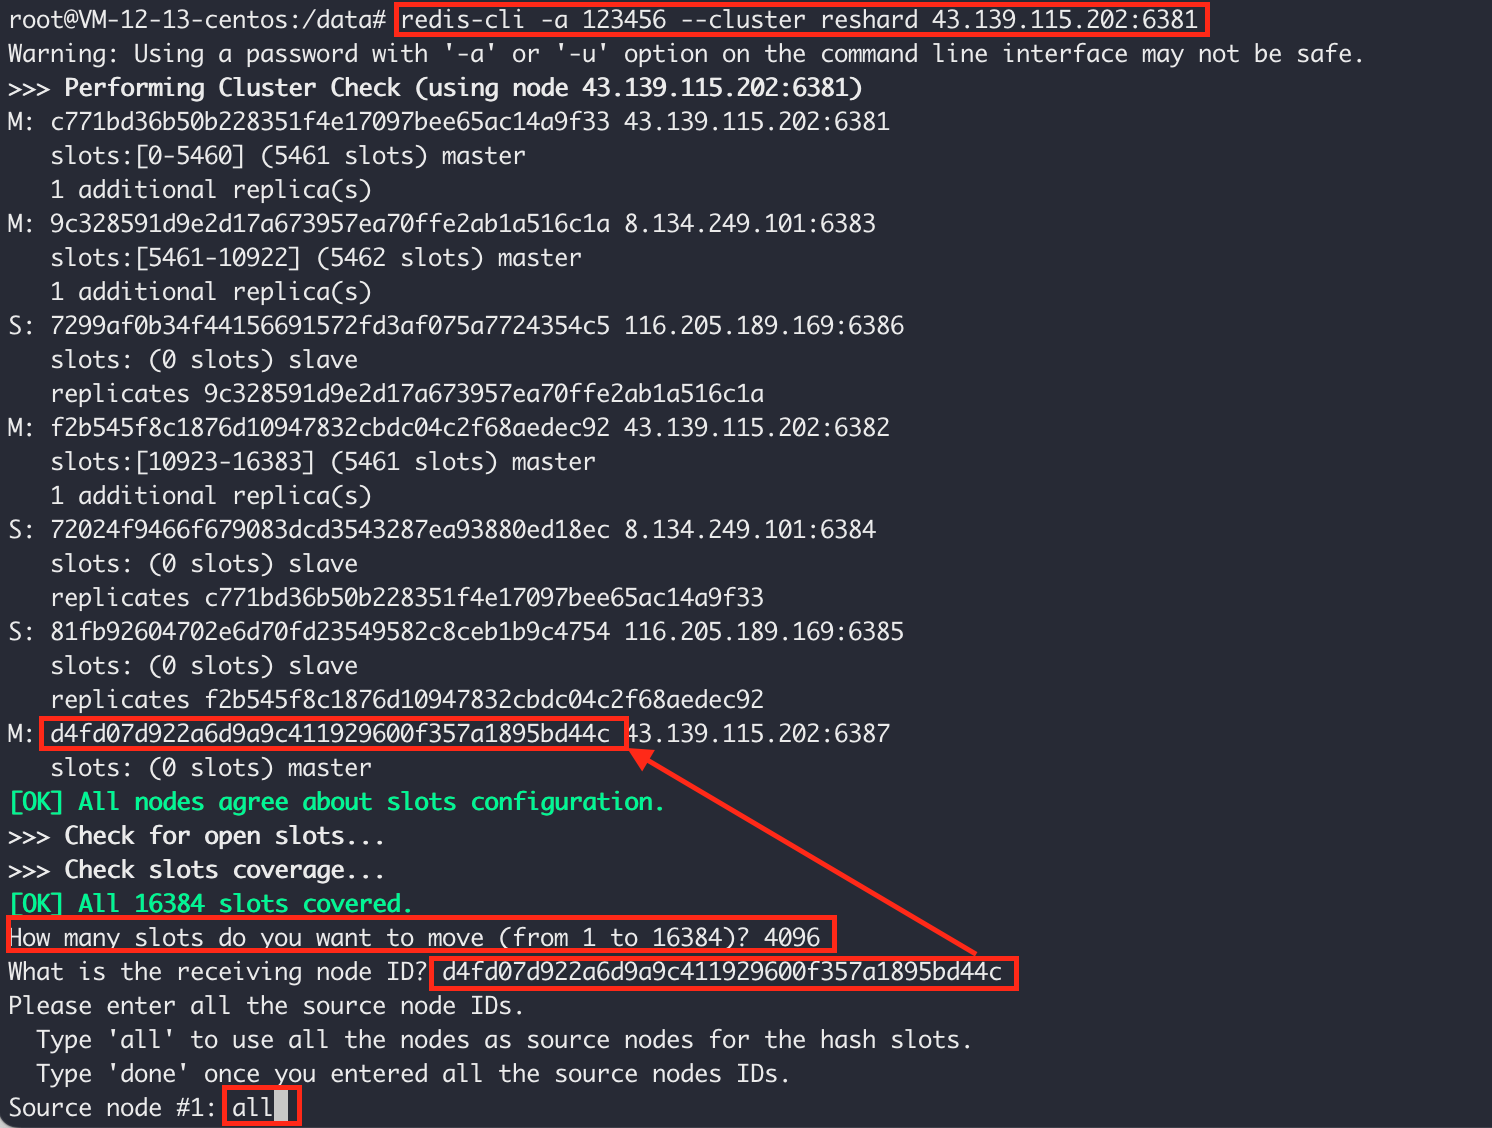 root@VM-12-13-centos:/data# redis-cli -a 123456 --cluster reshard 43.139.115.202:6381
Warning: Using a password with '-a' or '-u' option on the command line interface may not be safe.
>>> Performing Cluster Check (using node 43.139.115.202:6381)
M: c771bd36b50b228351f4e17097bee65ac14a9f33 43.139.115.202:6381
   slots:[0-5460] (5461 slots) master
   1 additional replica(s)
M: 9c328591d9e2d17a673957ea70ffe2ab1a516c1a 8.134.249.101:6383
   slots:[5461-10922] (5462 slots) master
   1 additional replica(s)
S: 7299af0b34f44156691572fd3af075a7724354c5 116.205.189.169:6386
   slots: (0 slots) slave
   replicates 9c328591d9e2d17a673957ea70ffe2ab1a516c1a
M: f2b545f8c1876d10947832cbdc04c2f68aedec92 43.139.115.202:6382
   slots:[10923-16383] (5461 slots) master
   1 additional replica(s)
S: 72024f9466f679083dcd3543287ea93880ed18ec 8.134.249.101:6384
   slots: (0 slots) slave
   replicates c771bd36b50b228351f4e17097bee65ac14a9f33
S: 81fb92604702e6d70fd23549582c8ceb1b9c4754 116.205.189.169:6385
   slots: (0 slots) slave
   replicates f2b545f8c1876d10947832cbdc04c2f68aedec92
M: d4fd07d922a6d9a9c411929600f357a1895bd44c 43.139.115.202:6387
   slots: (0 slots) master
[OK] All nodes agree about slots configuration.
>>> Check for open slots...
>>> Check slots coverage...
[OK] All 16384 slots covered.
How many slots do you want to move (from 1 to 16384)? 4096
What is the receiving node ID? d4fd07d922a6d9a9c411929600f357a1895bd44c
Please enter all the source node IDs.
  Type 'all' to use all the nodes as source nodes for the hash slots.
  Type 'done' once you entered all the source nodes IDs.
Source node #1: all